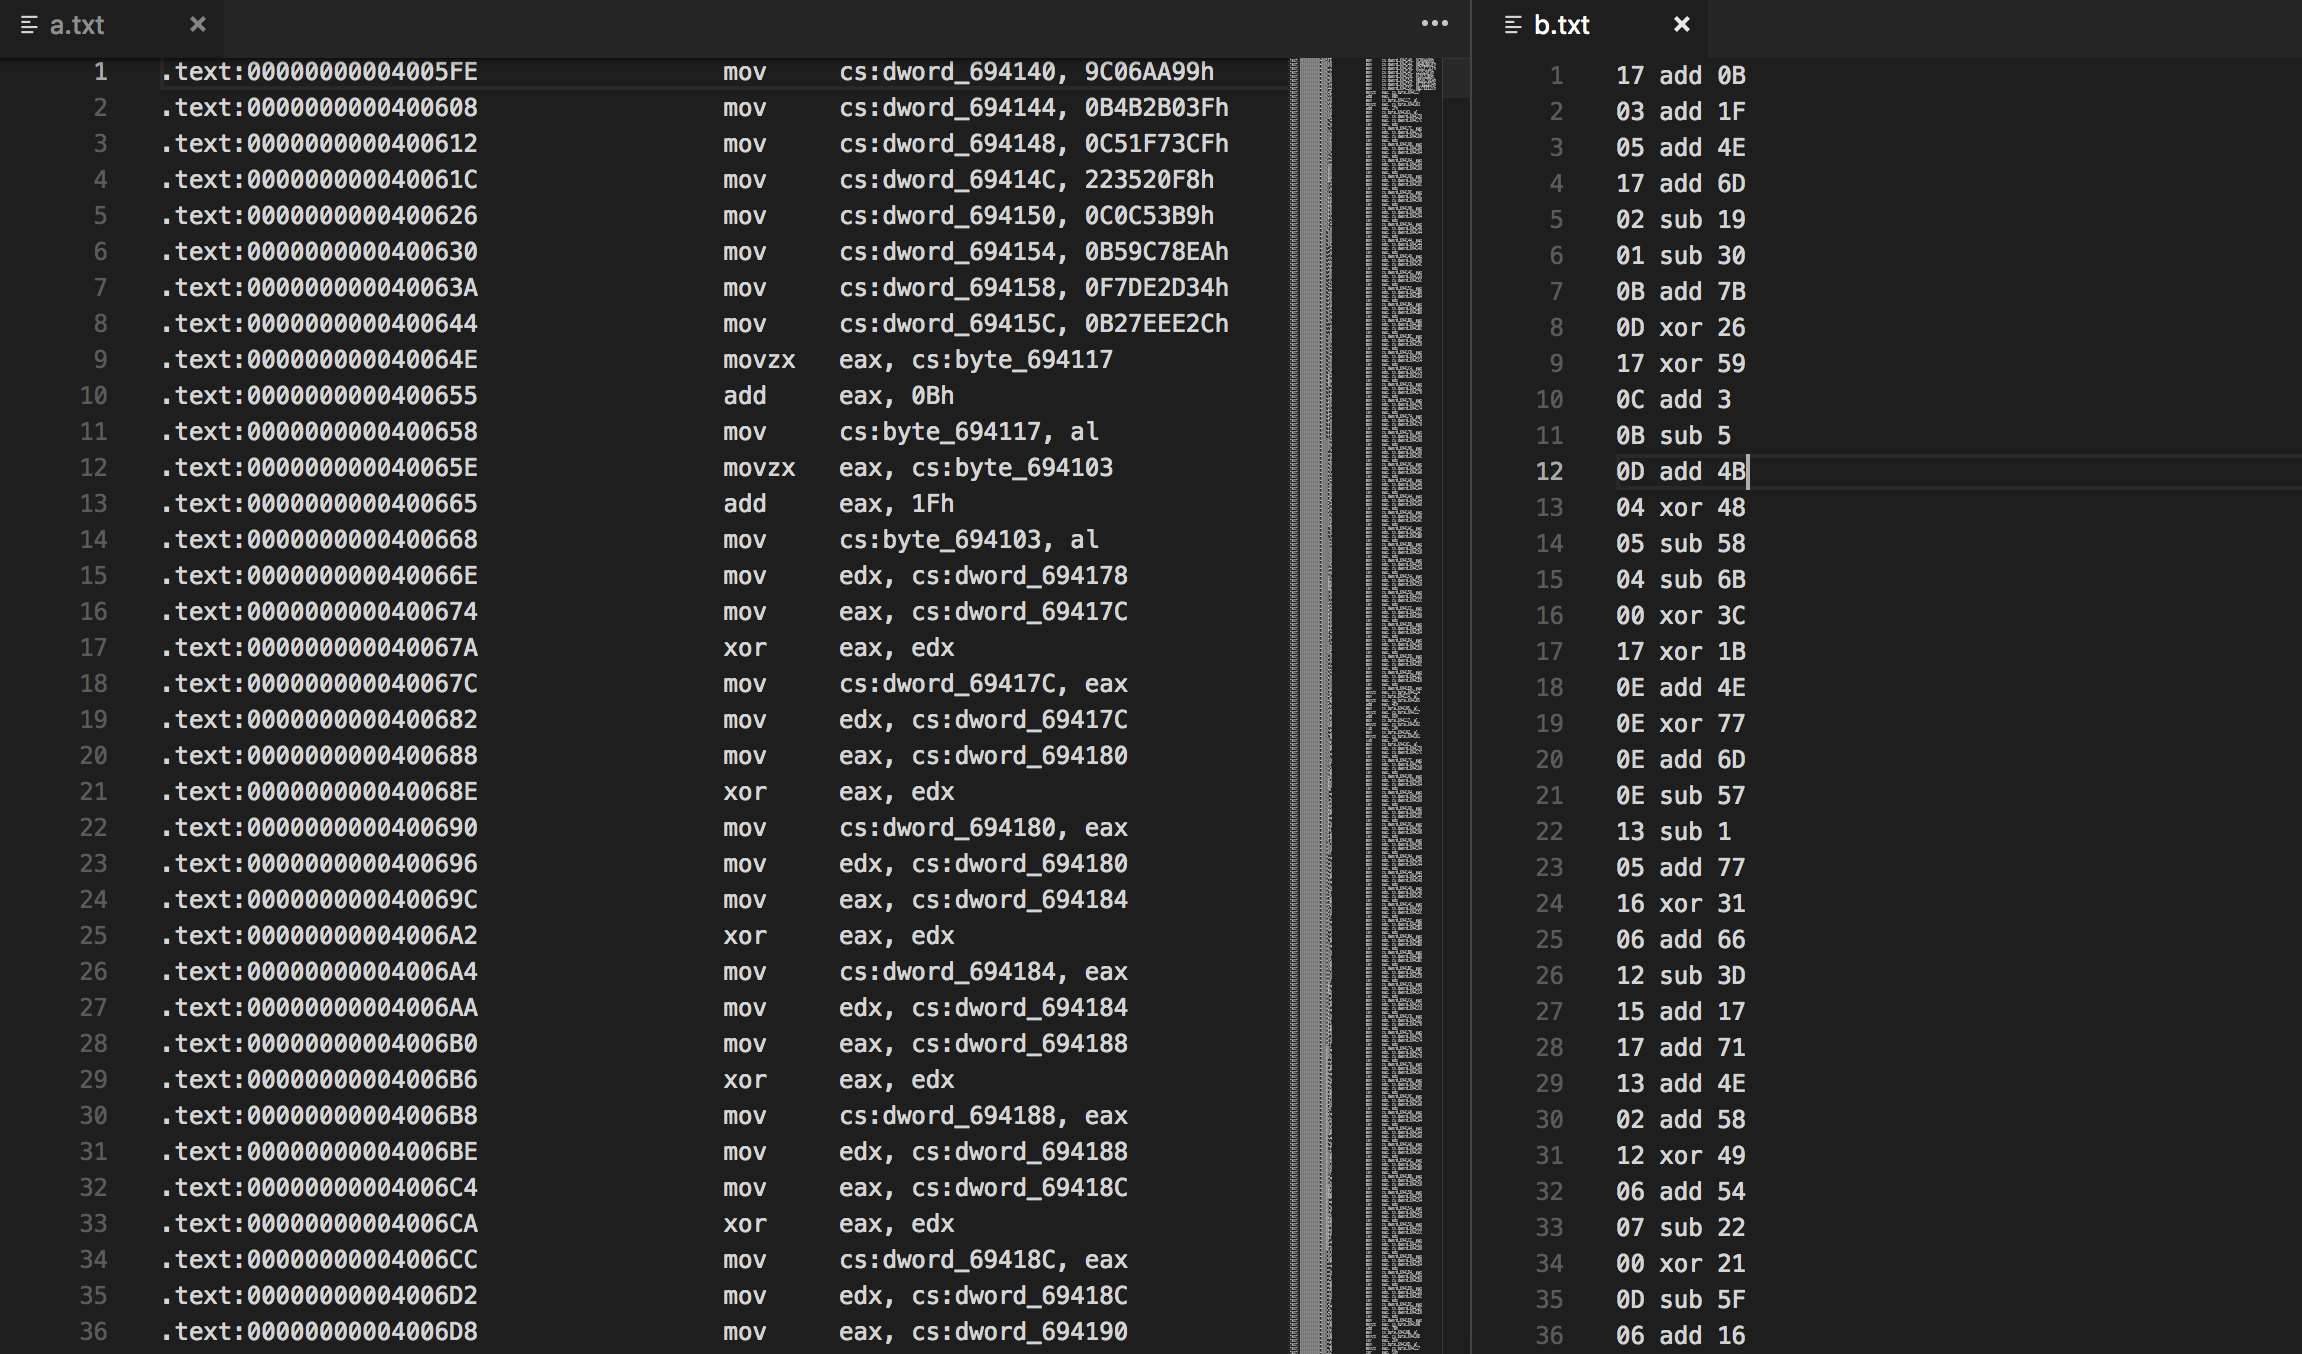 a.txt
1 .text:00000000004005FE mov cs:dword_694140, 9C06AA99h
2 .text:0000000000400608 mov cs:dword_694144, 0B4B2B03Fh
3 .text:0000000000400612 mov cs:dword_694148, 0C51F73CFh
4 .text:000000000040061C mov cs:dword_69414C, 223520F8h
5 .text:0000000000400626 mov cs:dword_694150, 0C0C53B9h
6 .text:0000000000400630 mov cs:dword_694154, 0B59C78EAh
7 .text:000000000040063A mov cs:dword_694158, 0F7DE2D34h
8 .text:0000000000400644 mov cs:dword_69415C, 0B27EEE2Ch
9 .text:000000000040064E movzx eax, cs:byte_694117
10 .text:0000000000400655 add eax, 0Bh
11 .text:0000000000400658 mov cs:byte_694117, al
12 .text:000000000040065E movzx eax, cs:byte_694103
13 .text:0000000000400665 add eax, 1Fh
14 .text:0000000000400668 mov cs:byte_694103, al
15 .text:000000000040066E mov edx, cs:dword_694178
16 .text:0000000000400674 mov eax, cs:dword_69417C
17 .text:000000000040067A xor eax, edx
18 .text:000000000040067C mov cs:dword_69417C, eax
19 .text:0000000000400682 mov edx, cs:dword_69417C
20 .text:0000000000400688 mov eax, cs:dword_694180
21 .text:000000000040068E xor eax, edx
22 .text:0000000000400690 mov cs:dword_694180, eax
23 .text:0000000000400696 mov edx, cs:dword_694180
24 .text:000000000040069C mov eax, cs:dword_694184
25 .text:00000000004006A2 xor eax, edx
26 .text:00000000004006A4 mov cs:dword_694184, eax
27 .text:00000000004006AA mov edx, cs:dword_694184
28 .text:00000000004006B0 mov eax, cs:dword_694188
29 .text:00000000004006B6 xor eax, edx
30 .text:00000000004006B8 mov cs:dword_694188, eax
31 .text:00000000004006BE mov edx, cs:dword_694188
32 .text:00000000004006C4 mov eax, cs:dword_69418C
33 .text:00000000004006CA xor eax, edx
34 .text:00000000004006CC mov cs:dword_69418C, eax
35 .text:00000000004006D2 mov edx, cs:dword_69418C
36 .text:00000000004006D8 mov eax, cs:dword_694190
b.txt
1 17 add 0B
2 03 add 1F
3 05 add 4E
4 17 add 6D
5 02 sub 19
6 01 sub 30
7 0B add 7B
8 0D xor 26
9 17 xor 59
10 0C add 3
11 0B sub 5
12 0D add 4B
13 04 xor 48
14 05 sub 58
15 04 sub 6B
16 00 xor 3C
17 17 xor 1B
18 0E add 4E
19 0E xor 77
20 0E add 6D
21 0E sub 57
22 13 sub 1
23 05 add 77
24 16 xor 31
25 06 add 66
26 12 sub 3D
27 15 add 17
28 17 add 71
29 13 add 4E
30 02 add 58
31 12 xor 49
32 06 add 54
33 07 sub 22
34 00 xor 21
35 0D sub 5F
36 06 add 16